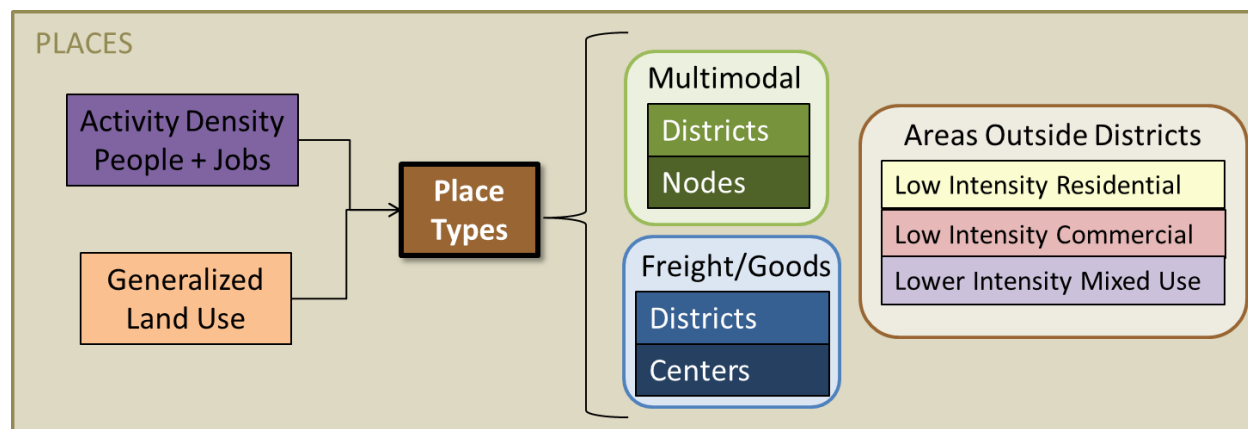 PLACES
Activity Density
People + Jobs
Generalized
Land Use
Place
Types
Multimodal
Districts
Nodes
Freight/Goods
Districts
Centers
Areas Outside Districts
Low Intensity Residential
Low Intensity Commercial
Lower Intensity Mixed Use